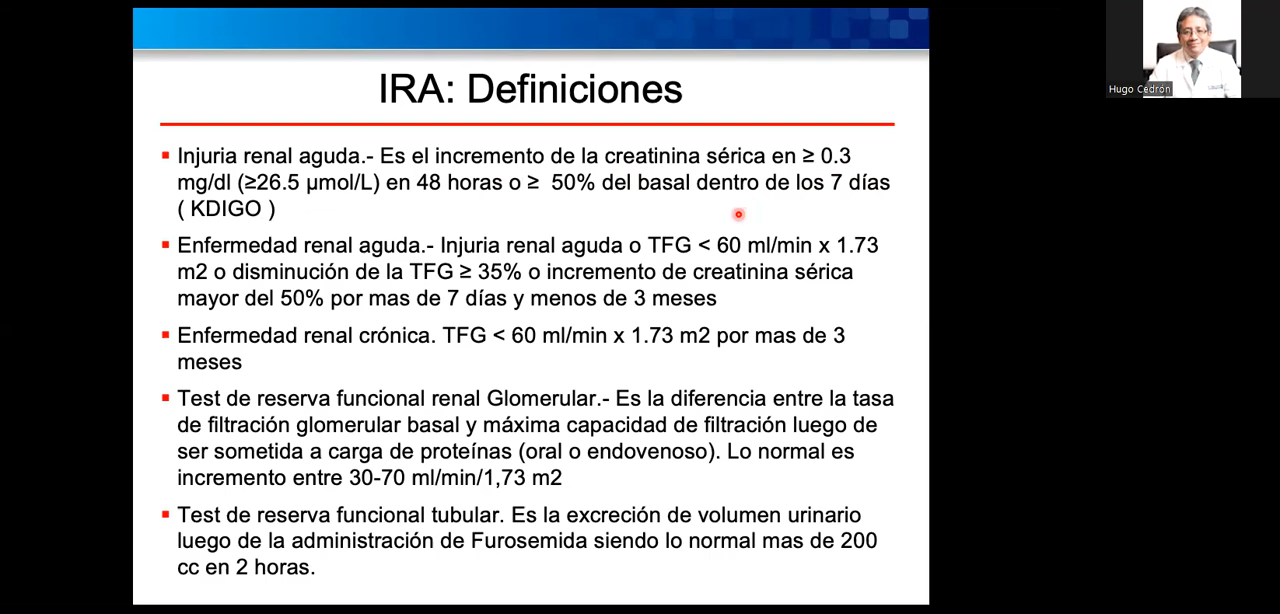 IRA: Definiciones
Injuria renal aguda.- Es el incremento de la creatinina sérica en ≥ 0.3
mg/dl (≥26.5 μmol/L) en 48 horas o ≥ 50% del basal dentro de los 7 días
( KDIGO )
Enfermedad renal aguda.- Injuria renal aguda o TFG < 60 ml/min x 1.73
m2 o disminución de la TFG ≥ 35% o incremento de creatinina sérica
mayor del 50% por mas de 7 días y menos de 3 meses
Enfermedad renal crónica. TFG < 60 ml/min x 1.73 m2 por mas de 3
meses
Test de reserva funcional renal Glomerular.- Es la diferencia entre la tasa
de filtración glomerular basal y máxima capacidad de filtración luego de
ser sometida a carga de proteínas (oral o endovenoso). Lo normal es
incremento entre 30-70 ml/min/1,73 m2
Test de reserva funcional tubular. Es la excreción de volumen urinario
luego de la administración de Furosemida siendo lo normal mas de 200
cc en 2 horas.
Hugo Cedrón